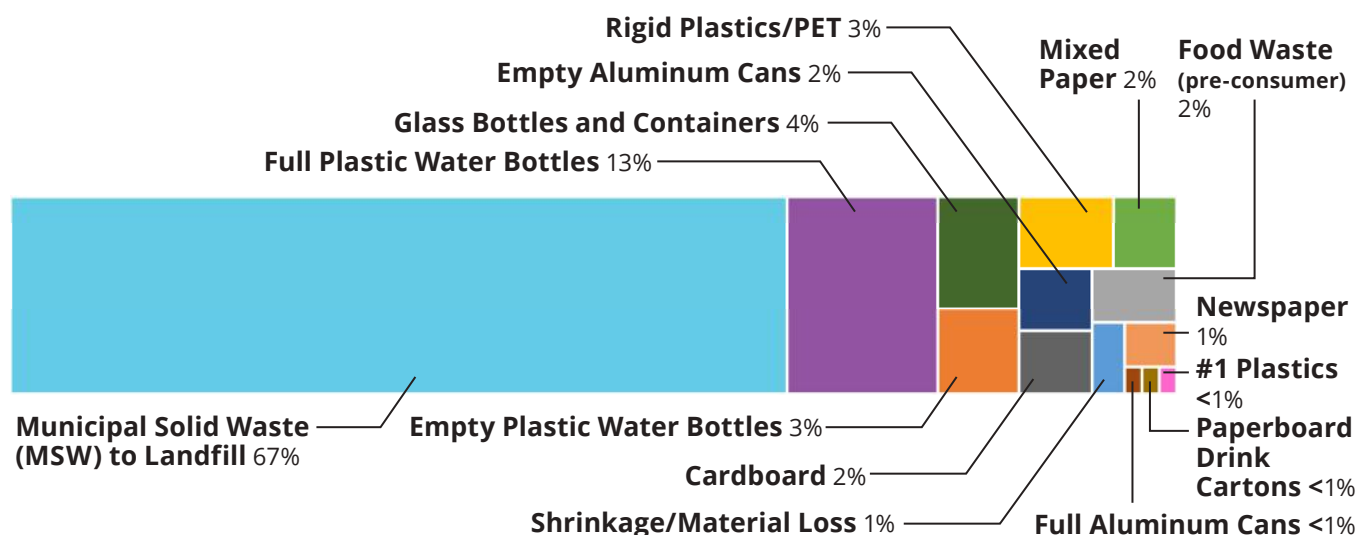 Rigid Plastics/PET 3%
Mixed
Paper 2%
Food Waste
(pre-consumer)
2%
Empty Aluminum Cans 2%
Glass Bottles and Containers 4%
Full Plastic Water Bottles 13%
Newspaper
1%
#1 Plastics
<1%
Municipal Solid Waste
(MSW) to Landfill 67%
Empty Plastic Water Bottles 3%
Paperboard
Drink
Cartons <1%
Cardboard 2%
Shrinkage/Material Loss 1%
Full Aluminum Cans <1%